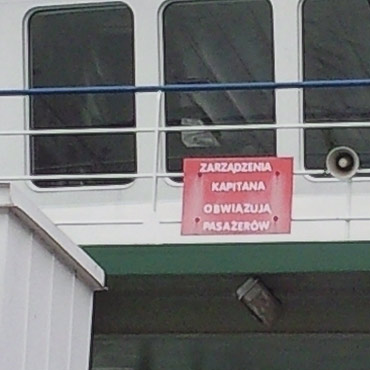 ZARZĄDZENIA
KAPITANA
OBWIĄZUJĄ
PASAŻERÓW